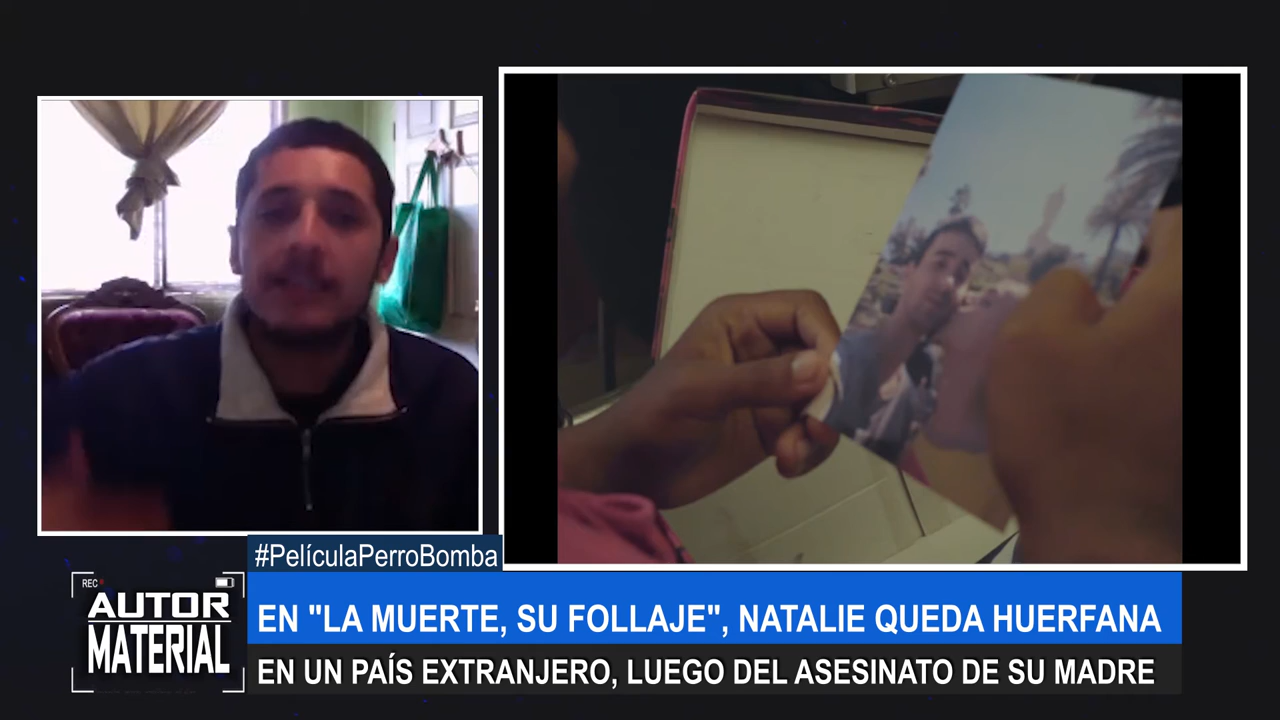 #PelículaPerroBomba
REC
AUTOR
MATERIAL
EN "LA MUERTE, SU FOLLAJE", NATALIE QUEDA HUERFANA
EN UN PAÍS EXTRANJERO, LUEGO DEL ASESINATO DE SU MADRE